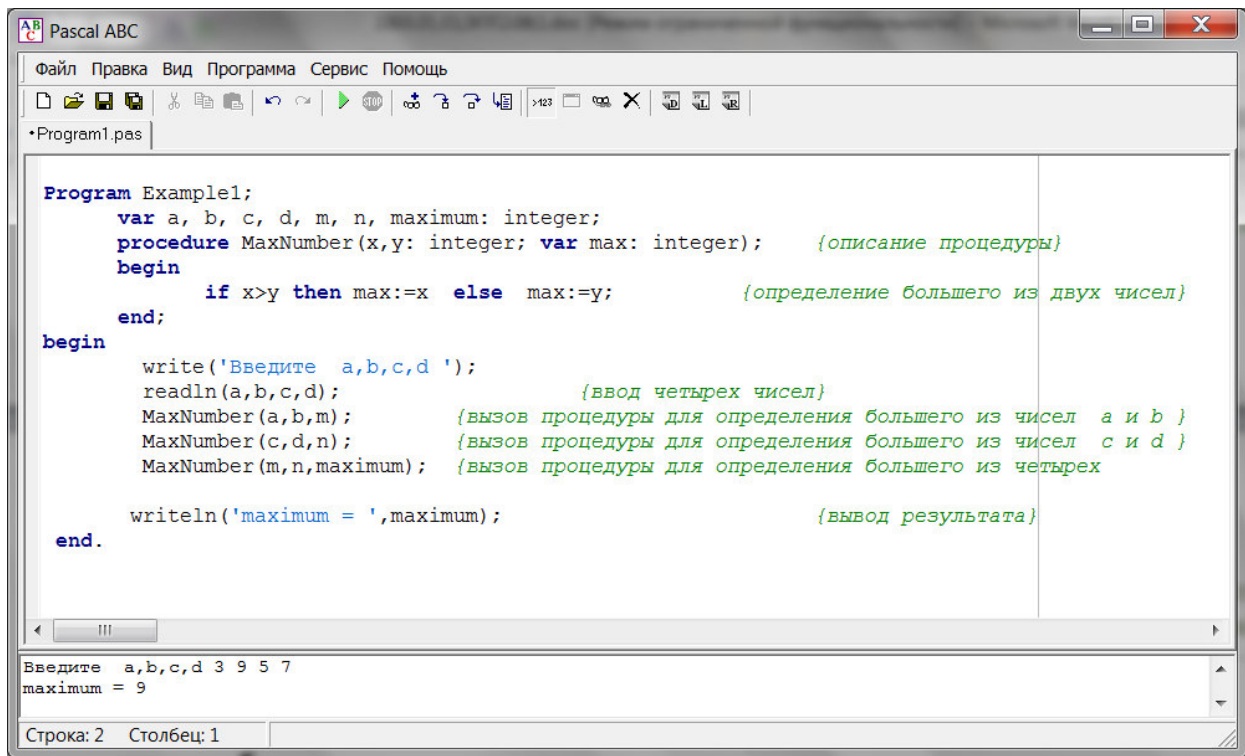 Pascal ABC
Файл Правка Вид Программа Сервис Помощь
•Program1.pas
Program Example1;
var a, b, c, d, m, n, maximum: integer;
procedure MaxNumber(x,y: integer; var max: integer); {описание процедуры}
begin
if x>y then max:=x else max:=y; {определение большего из двух чисел}
end;
begin
write('Введите a,b,c,d ');
readln(a,b,c,d); {ввод четырех чисел}
MaxNumber(a,b,m); {вызов процедуры для определения большего из чисел a и b }
MaxNumber(c,d,n); {вызов процедуры для определения большего из чисел c и d }
MaxNumber(m,n,maximum); {вызов процедуры для определения большего из четырех
writeln('maximum = ',maximum); {вывод результата}
end.
Введите a,b,c,d 3 9 5 7
maximum = 9
Строка: 2 Столбец: 1